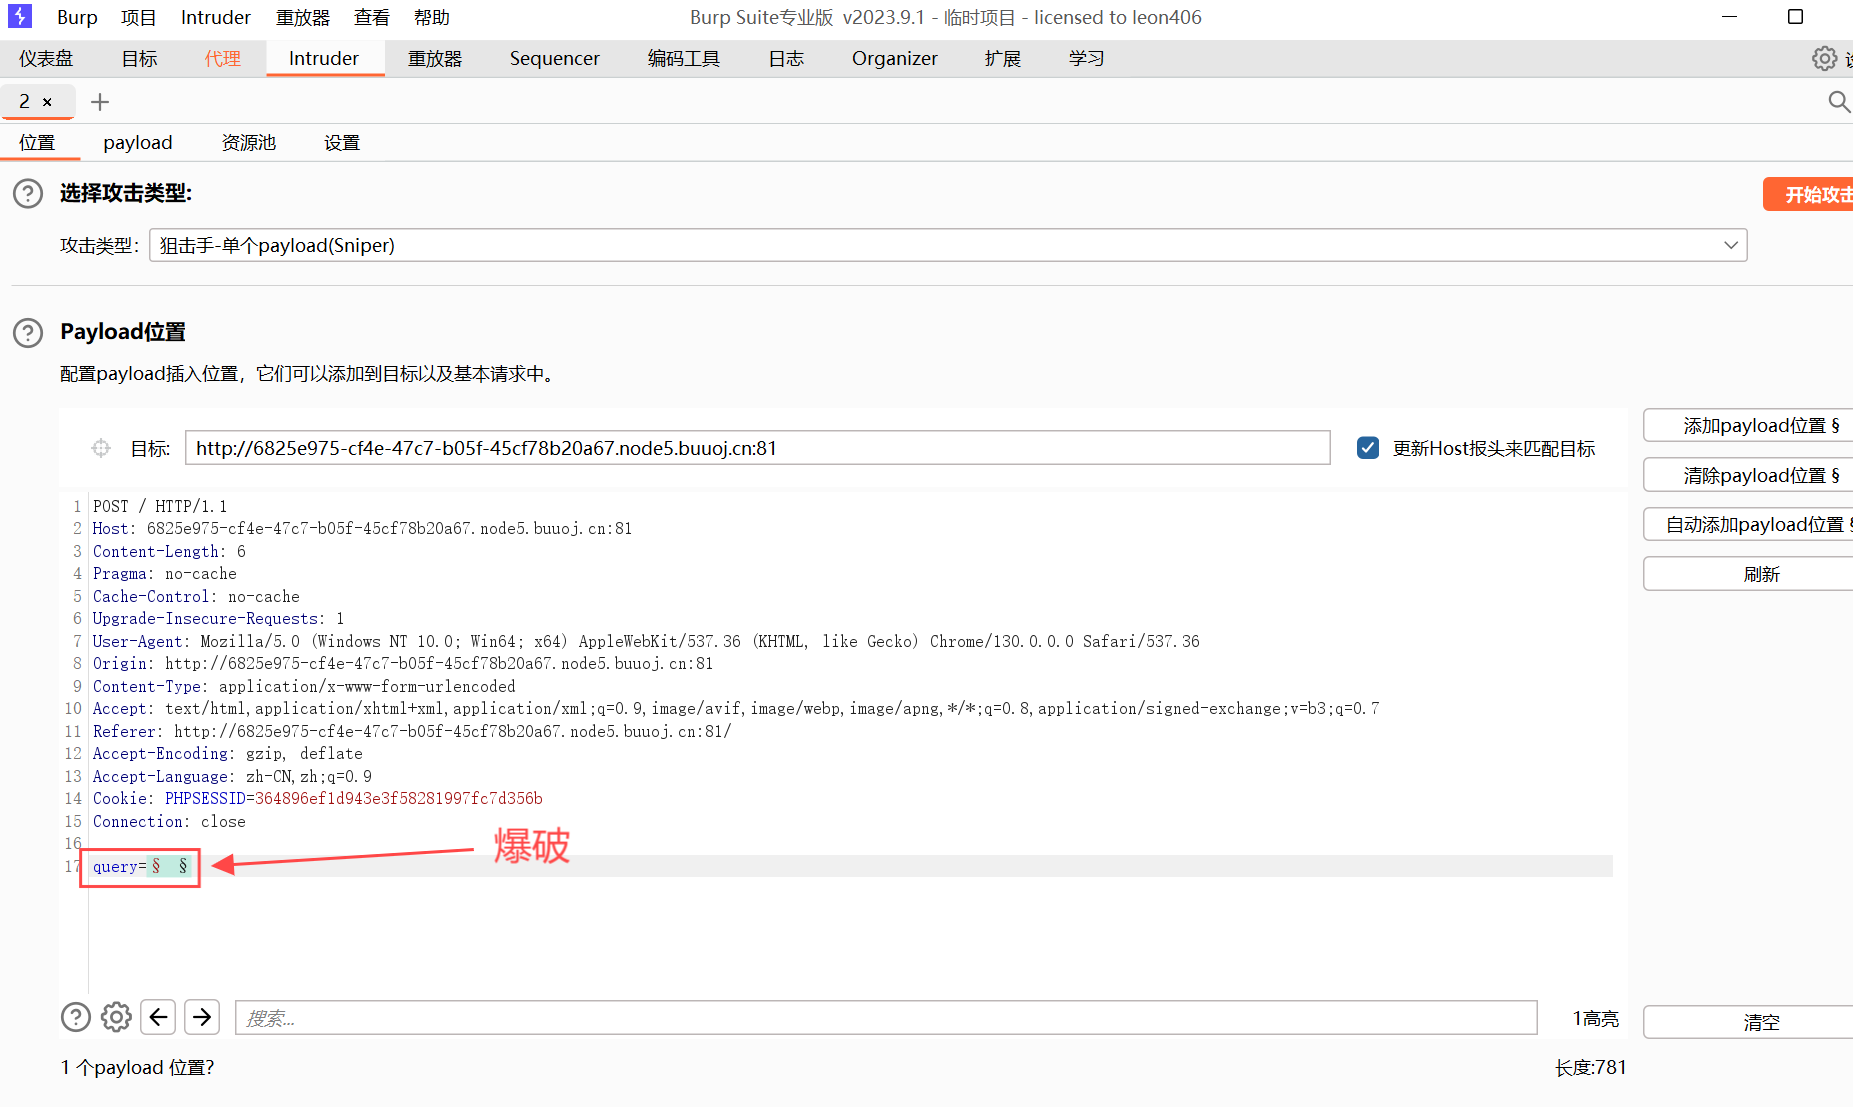 Burp 项目 Intruder 重放器 查看 帮助 Burp Suite专业版 v2023.9.1 - 临时项目 - licensed to leon406
仪表盘 目标 代理 Intruder 重放器 Sequencer 编码工具 日志 Organizer 扩展 学习
2 × +
位置 payload 资源池 设置
选择攻击类型:
开始攻击
攻击类型: 狙击手-单个payload(Sniper)
Payload位置
配置payload插入位置，它们可以添加到目标以及基本请求中。
目标: http://6825e975-cf4e-47c7-b05f-45cf78b20a67.node5.buuoj.cn:81
更新Host报头来匹配目标
添加payload位置 §
清除payload位置 §
自动添加payload位置 §
刷新
1 POST / HTTP/1.1
2 Host: 6825e975-cf4e-47c7-b05f-45cf78b20a67.node5.buuoj.cn:81
3 Content-Length: 6
4 Pragma: no-cache
5 Cache-Control: no-cache
6 Upgrade-Insecure-Requests: 1
7 User-Agent: Mozilla/5.0 (Windows NT 10.0; Win64; x64) AppleWebKit/537.36 (KHTML, like Gecko) Chrome/130.0.0.0 Safari/537.36
8 Origin: http://6825e975-cf4e-47c7-b05f-45cf78b20a67.node5.buuoj.cn:81
9 Content-Type: application/x-www-form-urlencoded
10 Accept: text/html,application/xhtml+xml,application/xml;q=0.9,image/avif,image/webp,image/apng,*/*;q=0.8,application/signed-exchange;v=b3;q=0.7
11 Referer: http://6825e975-cf4e-47c7-b05f-45cf78b20a67.node5.buuoj.cn:81/
12 Accept-Encoding: gzip, deflate
13 Accept-Language: zh-CN,zh;q=0.9
14 Cookie: PHPSESSID=364896ef1d943e3f58281997fc7d356b
15 Connection: close
16
17 query=§ §
爆破
搜索...
1高亮
清空
1 个payload 位置?
长度:781